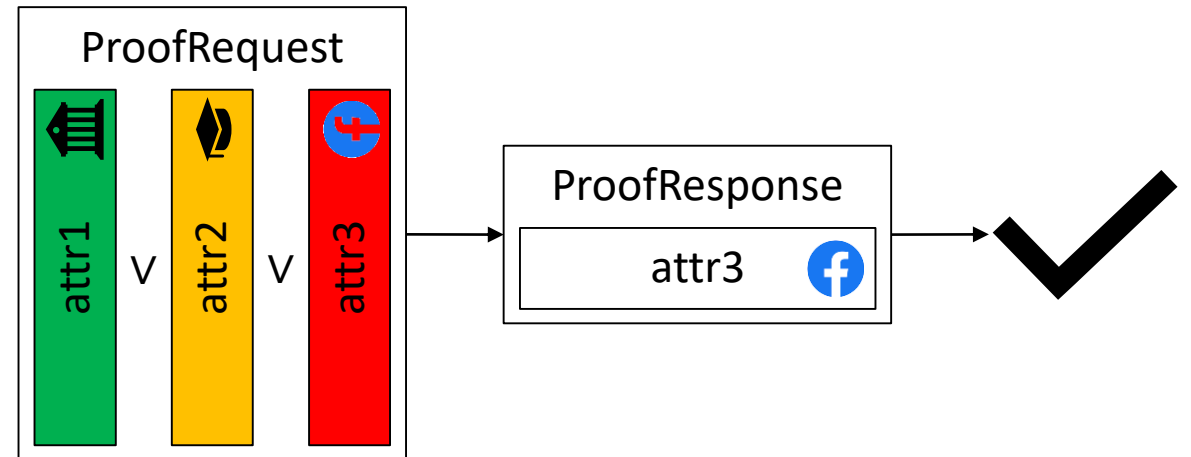 ProofRequest
attr1
V
attr2
V
attr3
ProofResponse
attr3